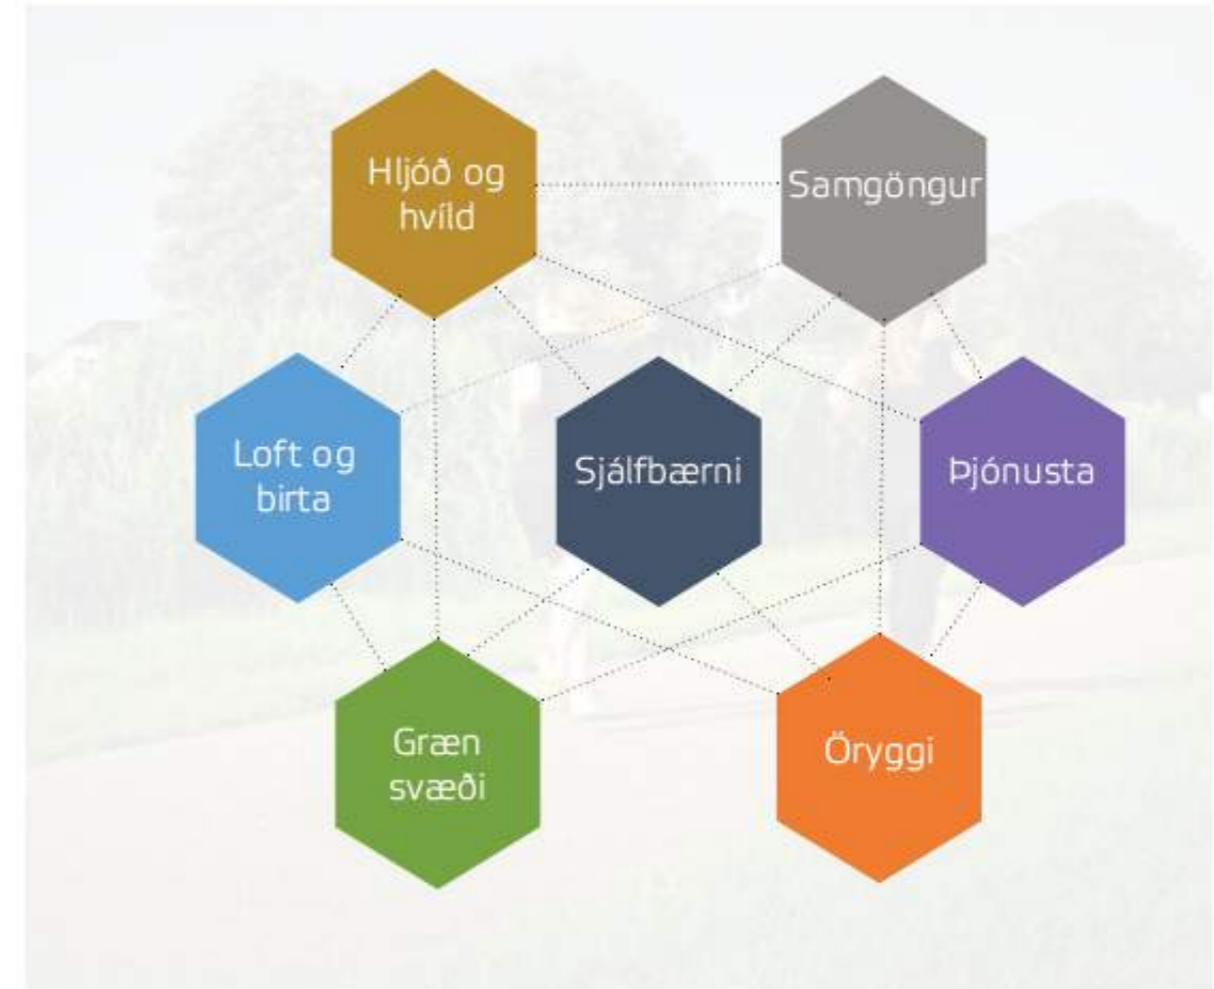 Hljóð og
hvíld
Samgöngur
Loft og
birta
Sjálfbærni
Þjónusta
Græn
svæði
Öryggi